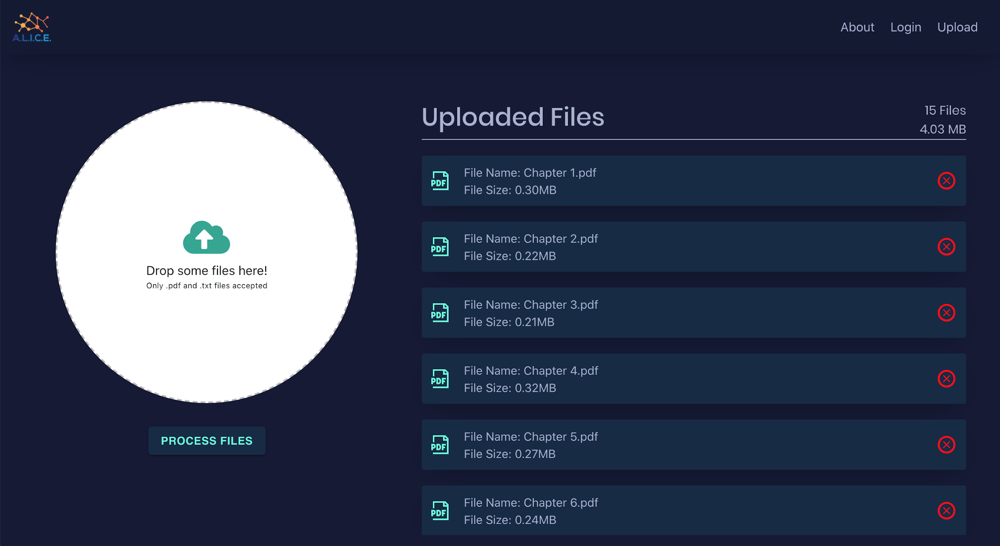 A.L.I.C.E.
About Login Upload
Drop some files here!
Only .pdf and .txt files accepted
PROCESS FILES
Uploaded Files
15 Files
4.03 MB
PDF
File Name: Chapter 1.pdf
File Size: 0.30MB
PDF
File Name: Chapter 2.pdf
File Size: 0.22MB
PDF
File Name: Chapter 3.pdf
File Size: 0.21MB
PDF
File Name: Chapter 4.pdf
File Size: 0.32MB
PDF
File Name: Chapter 5.pdf
File Size: 0.27MB
PDF
File Name: Chapter 6.pdf
File Size: 0.24MB